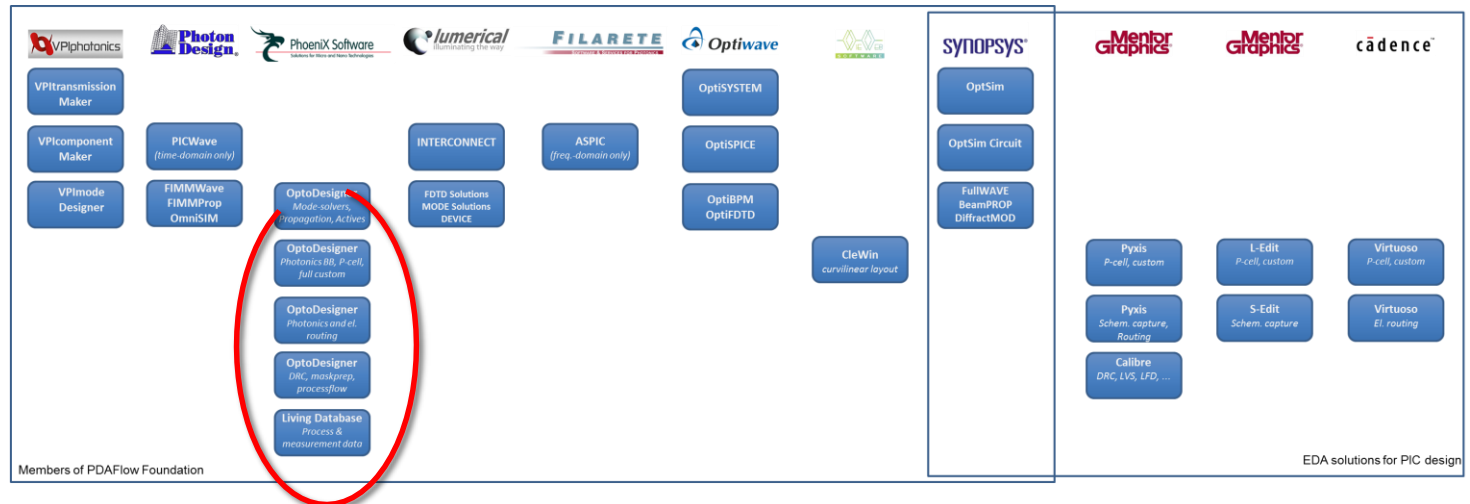 VPIphotonics
VPItransmission
Maker
VPIcomponent
Maker
VPImode
Designer
Photon
Design®
PICWave
(time-domain only)
FIMMWave
FIMMProp
OmniSIM
PhoeniX Software
Solutions for Micro and Nano Technologies
OptoDesigner
Mode-solvers,
Propagation, Actives
OptoDesigner
Photonics BB, P-cell,
full custom
OptoDesigner
Photonics and el.
routing
OptoDesigner
DRC, maskprep,
processflow
Living Database
Process &
measurement data
lumerical
illuminating the way
INTERCONNECT
FDTD Solutions
MODE Solutions
DEVICE
FILARETE
ASPIC
(freq.-domain only)
Optiwave
OptiSYSTEM
OptiSPICE
OptiBPM
OptiFDTD
SOFTWARE
CleWin
curvilinear layout
SYNOPSYS®
OptSim
OptSim Circuit
FullWAVE
BeamPROP
DiffractMOD
Mentor
Graphics®
Pyxis
P-cell, custom
Pyxis
Schem. capture,
Routing
Calibre
DRC, LVS, LFD, ...
Mentor
Graphics®
L-Edit
P-cell, custom
S-Edit
Schem. capture
cādence™
Virtuoso
P-cell, custom
Virtuoso
El. routing
Members of PDAFlow Foundation
EDA solutions for PIC design